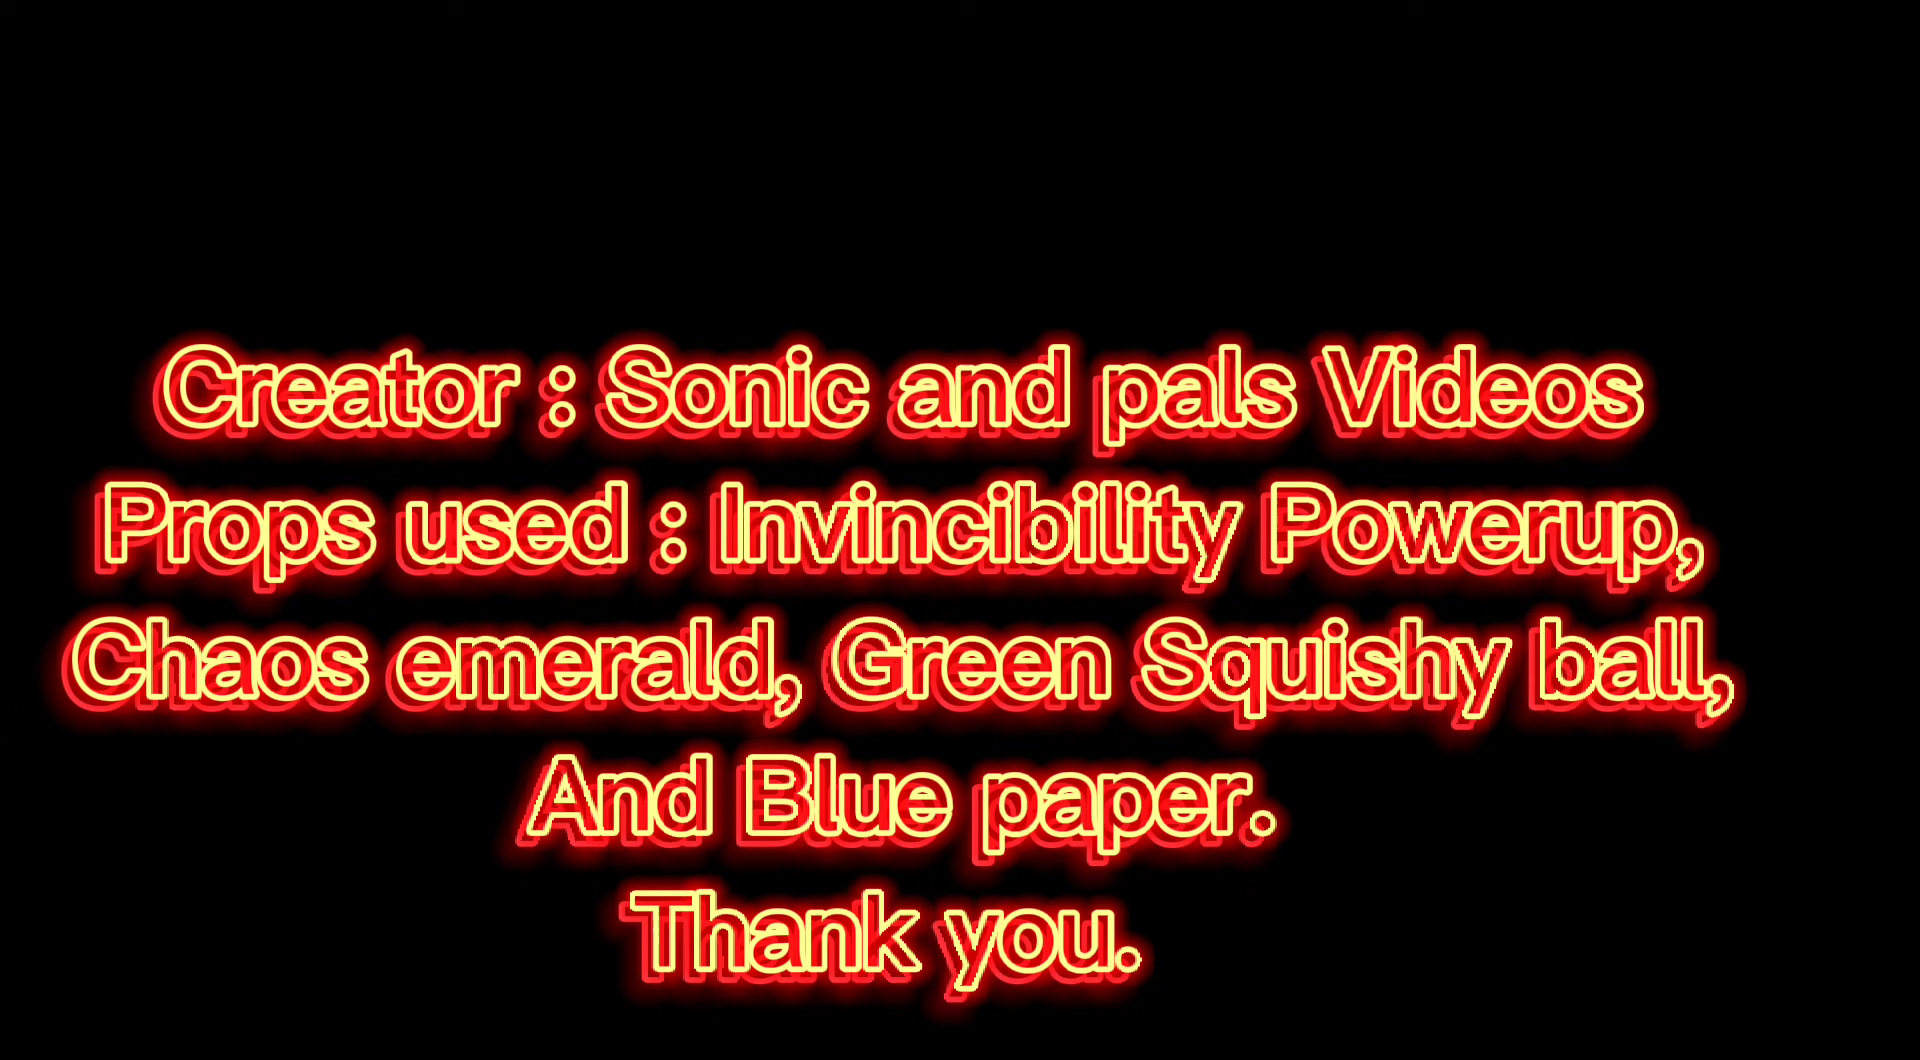 Creator : Sonic and pals Videos
Props used : Invincibility Powerup,
Chaos emerald, Green Squishy ball,
And Blue paper.
Thank you.